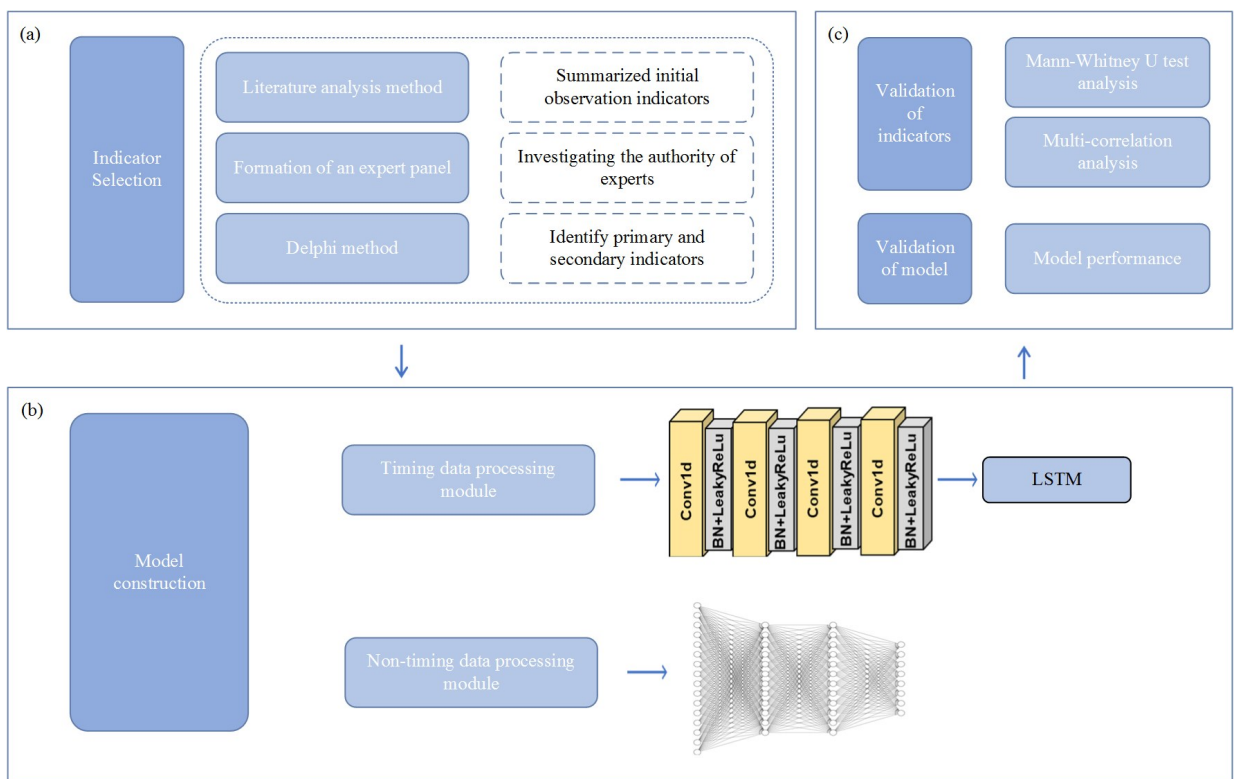 (a)
Indicator
Selection
Literature analysis method
Summarized initial
observation indicators
Formation of an expert panel
Investigating the authority of
experts
Delphi method
Identify primary and
secondary indicators
(c)
Validation
of
indicators
Mann-Whitney U test
analysis
Multi-correlation
analysis
Validation
of model
Model performance
(b)
Model
construction
Timing data processing
module
Conv1d
BN+LeakyReLu
Conv1d
BN+LeakyReLu
Conv1d
BN+LeakyReLu
Conv1d
BN+LeakyReLu
LSTM
Non-timing data processing
module